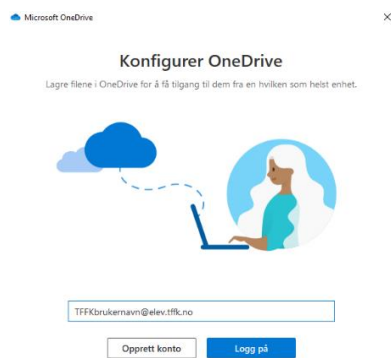 Microsoft OneDrive
Konfigurer OneDrive
Lagre filene i OneDrive for å få tilgang til dem fra en hvilken som helst enhet.
TFFKbrukernavn@elev.tffk.no
Opprett konto
Logg på